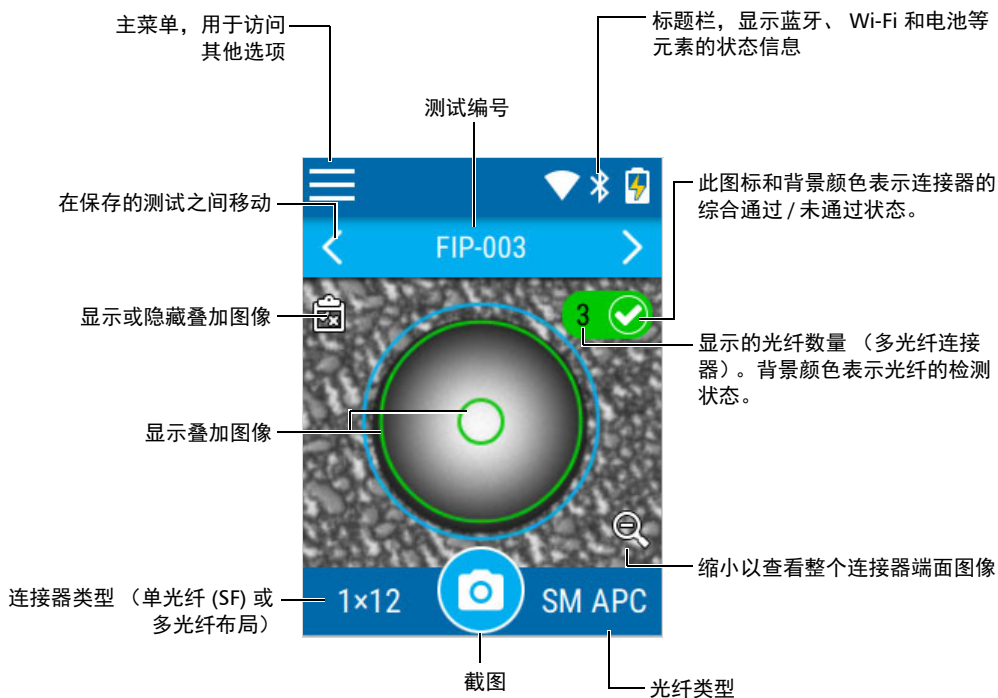 主菜单，用于访问
其他选项
标题栏，显示蓝牙、 Wi-Fi 和电池等
元素的状态信息
测试编号
在保存的测试之间移动
此图标和背景颜色表示连接器的
综合通过 / 未通过状态。
FIP-003
显示或隐藏叠加图像
3
显示的光纤数量 （多光纤连接
器）。背景颜色表示光纤的检测
状态。
显示叠加图像
缩小以查看整个连接器端面图像
连接器类型 （单光纤 (SF) 或
多光纤布局）
1×12
SM APC
截图
光纤类型